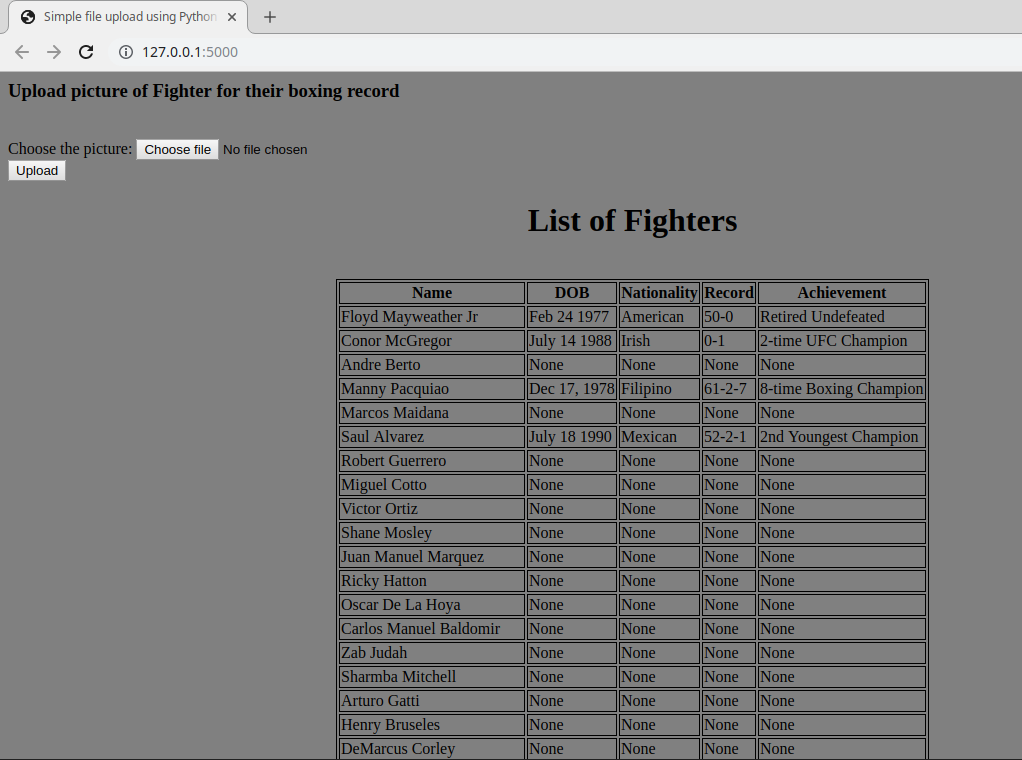 Simple file upload using Python
127.0.0.1:5000
Upload picture of Fighter for their boxing record
Choose the picture: Choose file No file chosen
Upload
List of Fighters
Name DOB Nationality Record Achievement
Floyd Mayweather Jr Feb 24 1977 American 50-0 Retired Undefeated
Conor McGregor July 14 1988 Irish 0-1 2-time UFC Champion
Andre Berto None None None None
Manny Pacquiao Dec 17, 1978 Filipino 61-2-7 8-time Boxing Champion
Marcos Maidana None None None None
Saul Alvarez July 18 1990 Mexican 52-2-1 2nd Youngest Champion
Robert Guerrero None None None None
Miguel Cotto None None None None
Victor Ortiz None None None None
Shane Mosley None None None None
Juan Manuel Marquez None None None None
Ricky Hatton None None None None
Oscar De La Hoya None None None None
Carlos Manuel Baldomir None None None None
Zab Judah None None None None
Sharmba Mitchell None None None None
Arturo Gatti None None None None
Henry Bruseles None None None None
DeMarcus Corley None None None None